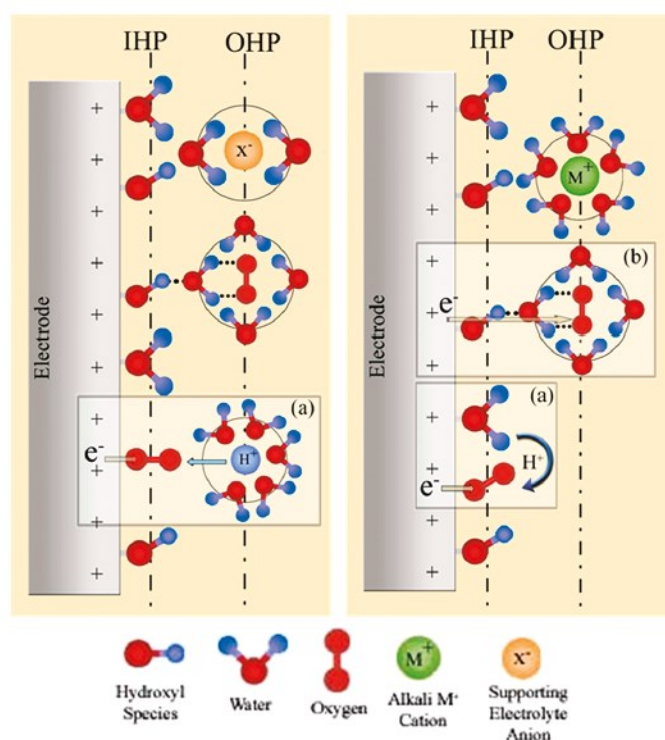 IHP OHP
+
+
+
+
+
+
+
+
+
+
Electrode
X⁻
(a)
e⁻
H⁺
IHP OHP
+
+
+
+
+
+
+
+
+
+
Electrode
M⁺
(b)
e⁻
(a)
H⁺
e⁻
M⁺
X⁻
Hydroxyl Species
Water
Oxygen
Alkali M⁺ Cation
Supporting Electrolyte Anion